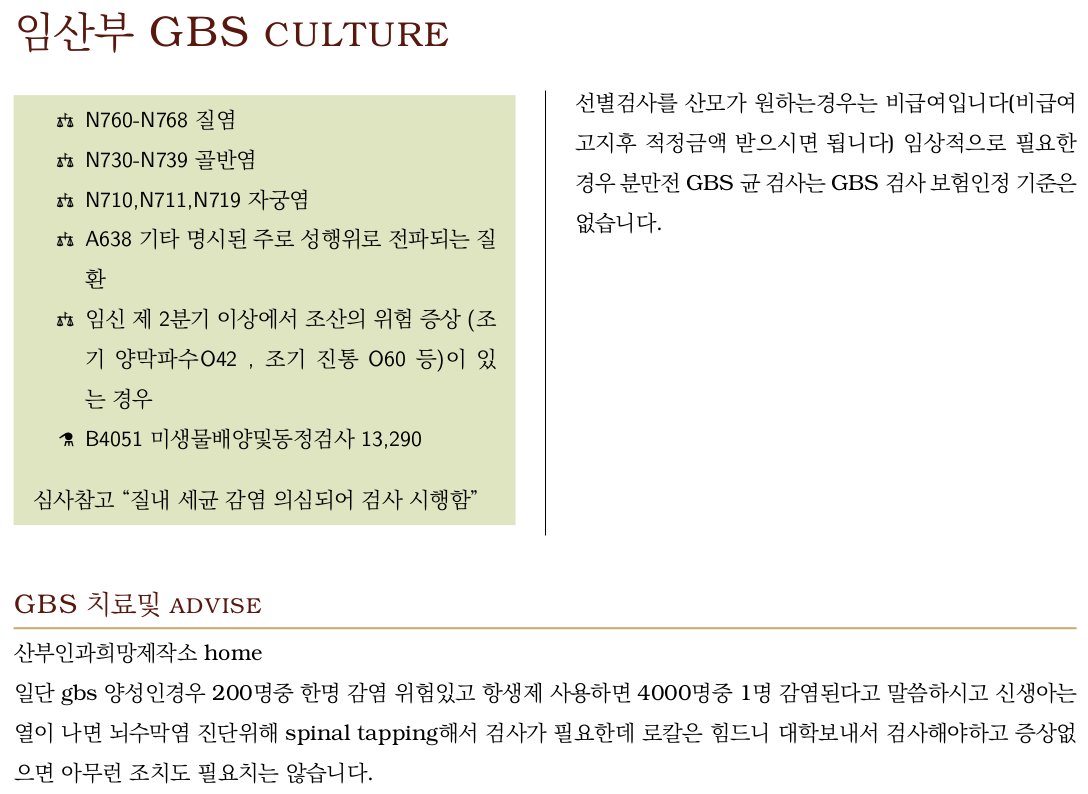 임산부 GBS CULTURE
N760-N768 질염
N730-N739 골반염
N710,N711,N719 자궁염
A638 기타 명시된 주로 성행위로 전파되는 질
환
임신 제 2분기 이상에서 조산의 위험 증상 (조
기 양막파수O42 , 조기 진통 O60 등)이 있
는 경우
B4051 미생물배양및동정검사 13,290
심사참고 “질내 세균 감염 의심되어 검사 시행함”
선별검사를 산모가 원하는경우는 비급여입니다(비급여
고지후 적정금액 받으시면 됩니다) 임상적으로 필요한
경우 분만전 GBS 균 검사는 GBS 검사 보험인정 기준은
없습니다.
GBS 치료및 ADVISE
산부인과희망제작소 home
일단 gbs 양성인경우 200명중 한명 감염 위험있고 항생제 사용하면 4000명중 1명 감염된다고 말씀하시고 신생아는
열이 나면 뇌수막염 진단위해 spinal tapping해서 검사가 필요한데 로칼은 힘드니 대학보내서 검사해야하고 증상없
으면 아무런 조치도 필요치는 않습니다.